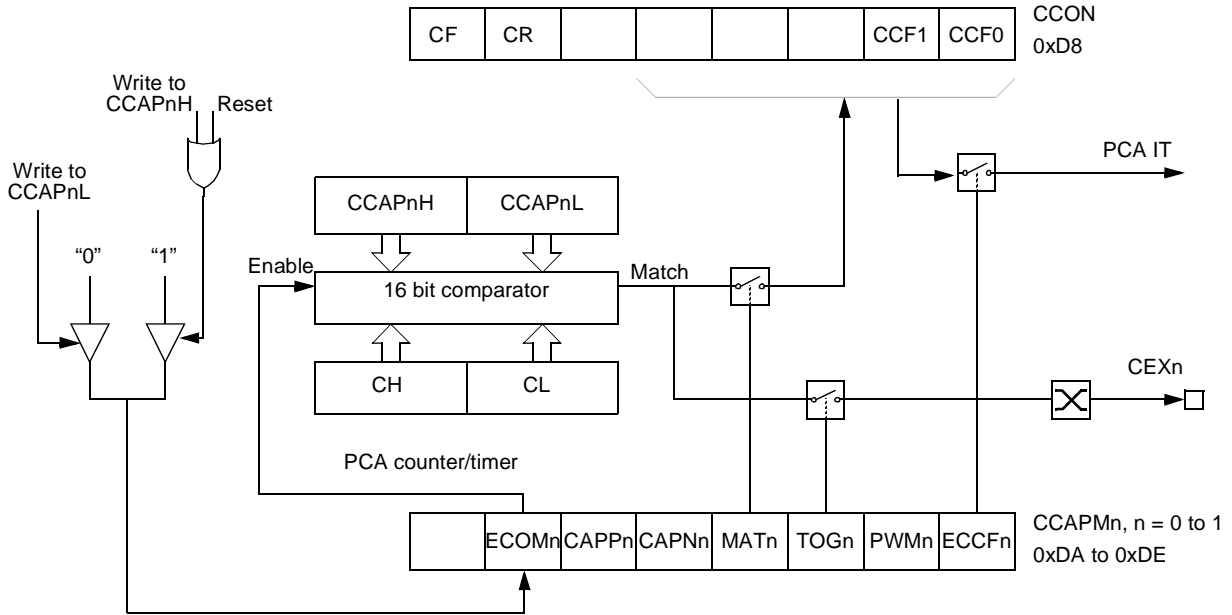 CF CR CCF1 CCF0
CCON
0xD8
Write to
CCAPnH Reset
Write to
CCAPnL
PCA IT
CCAPnH CCAPnL
“0” “1”
Enable
16 bit comparator
Match
CH CL
CEXn
PCA counter/timer
ECOMn CAPPn CAPNn MATn TOGn PWMn ECCFn
CCAPMn, n = 0 to 1
0xDA to 0xDE